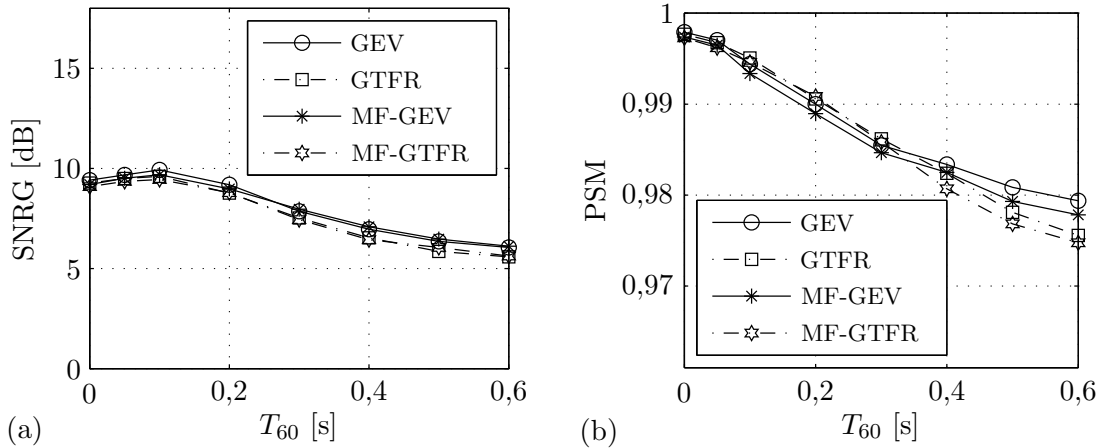 15
10
5
0
SNRG [dB]
0
0,2
0,4
0,6
T60 [s]
GEV
GTFR
MF-GEV
MF-GTFR
(a)
1
0,99
0,98
0,97
PSM
0
0,2
0,4
0,6
T60 [s]
GEV
GTFR
MF-GEV
MF-GTFR
(b)